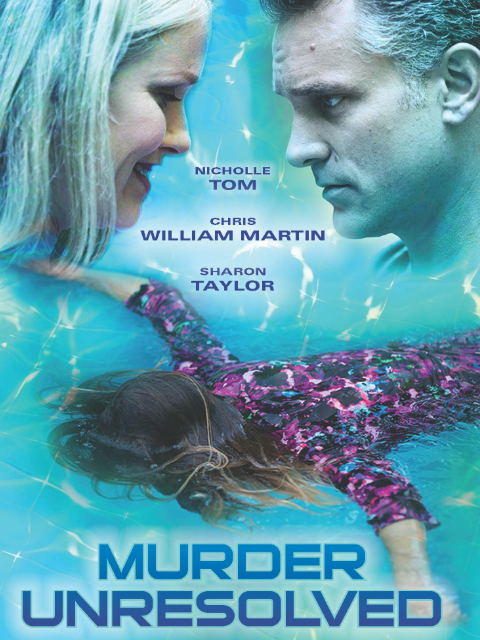 NICHOLLE
TOM
CHRIS
WILLIAM MARTIN
SHARON
TAYLOR
MURDER
UNRESOLVED